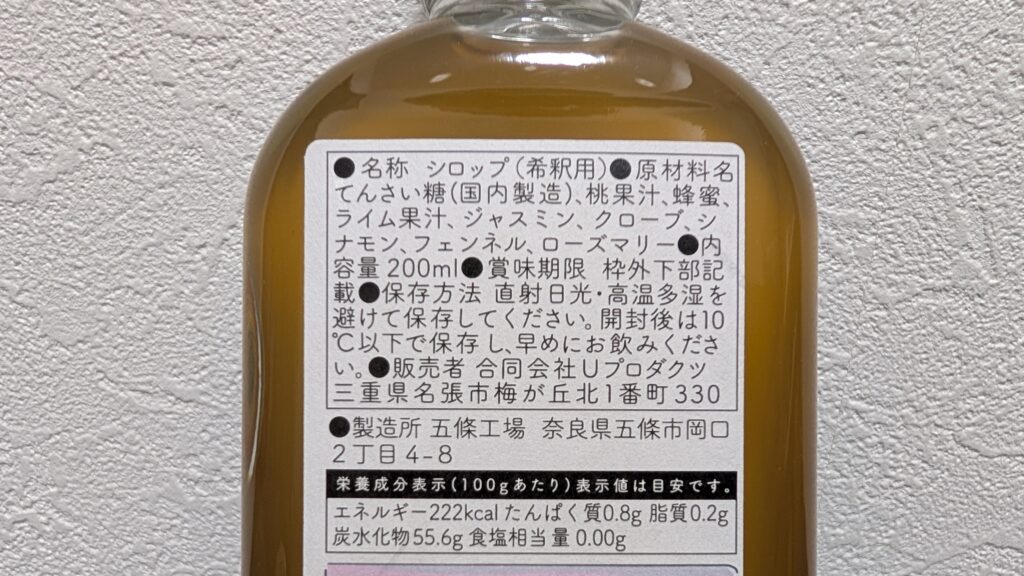 ●名称 シロップ(希釈用)●原材料名
てんさい糖(国内製造)、桃果汁、蜂蜜、
ライム果汁、ジャスミン、クローブ、シ
ナモン、フェンネル、ローズマリー●内
容量200ml●賞味期限 枠外下部記
載●保存方法 直射日光・高温多湿を
避けて保存してください。開封後は10
℃以下で保存し、早めにお飲みくださ
い。●販売者 合同会社Uプロダクツ
三重県名張市梅が丘北1番町330
●製造所 五條工場 奈良県五條市岡口
2丁目4-8
栄養成分表示(100gあたり)表示値は目安です。
エネルギー222kcalたんぱく質0.8g 脂質0.2g
炭水化物55.6g 食塩相当量0.00g